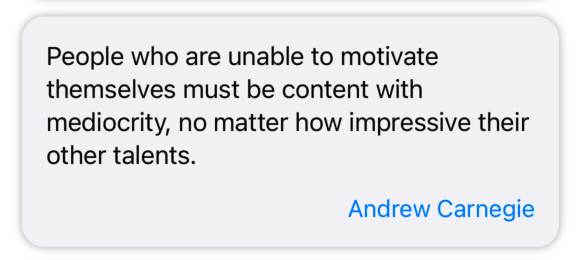 People who are unable to motivate
themselves must be content with
mediocrity, no matter how impressive their
other talents.
Andrew Carnegie